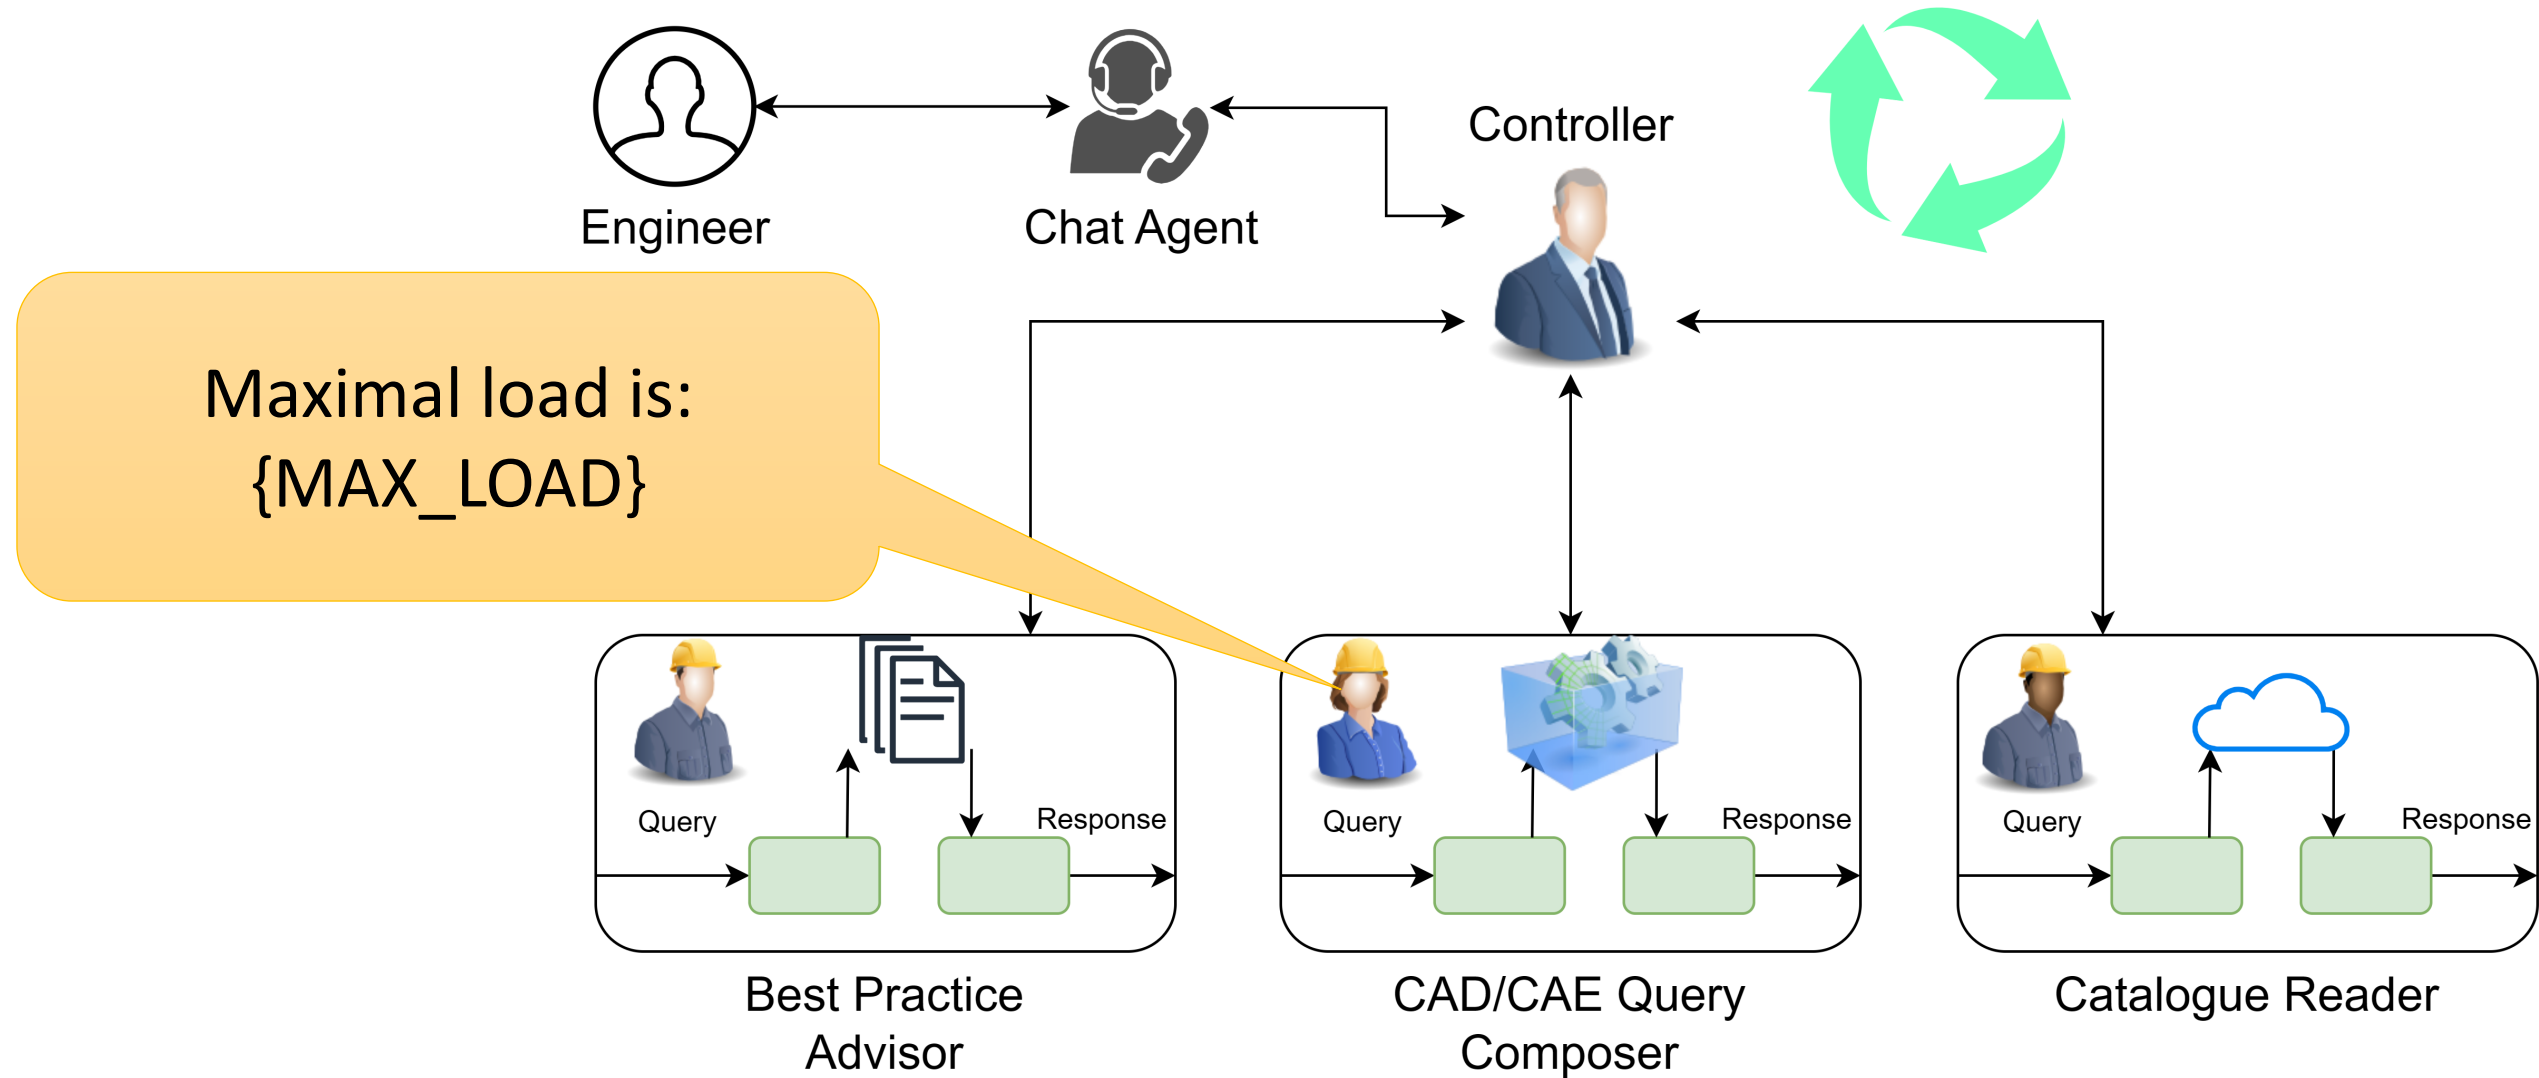 Controller
Engineer
Chat Agent
Maximal load is:
{MAX_LOAD}
Query
Response
Query
Response
Query
Response
Best Practice
Advisor
CAD/CAE Query
Composer
Catalogue Reader